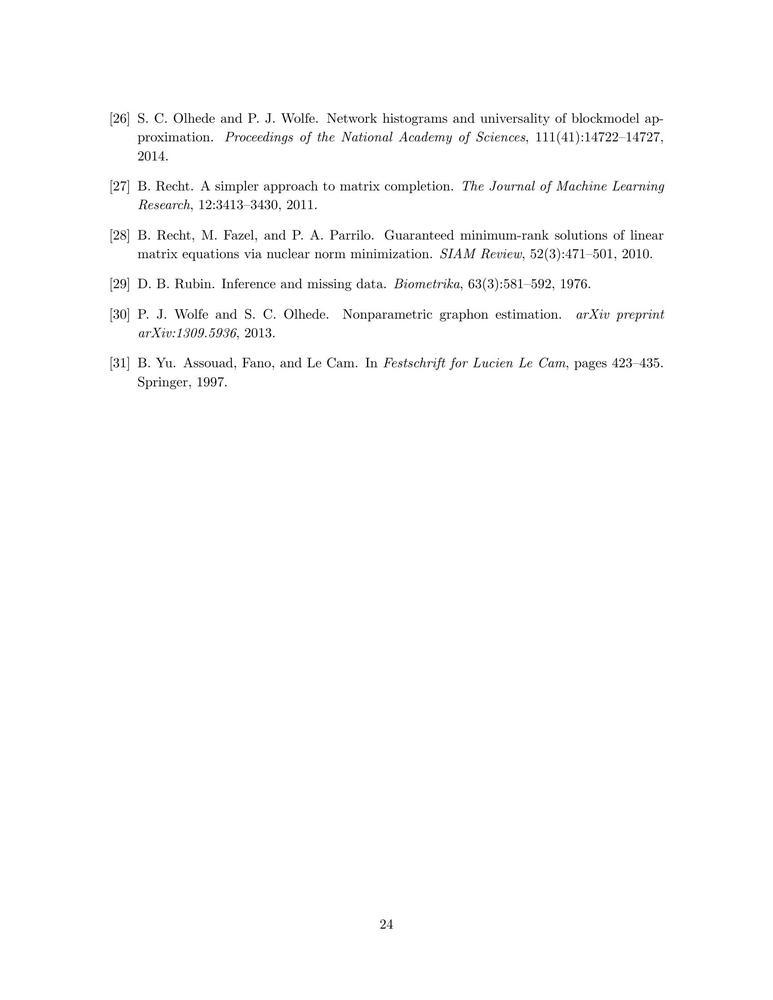 [26] S. C. Olhede and P. J. Wolfe. Network histograms and universality of blockmodel ap-
proximation. Proceedings of the National Academy of Sciences, 111(41):14722–14727,
2014.
[27] B. Recht. A simpler approach to matrix completion. The Journal of Machine Learning
Research, 12:3413–3430, 2011.
[28] B. Recht, M. Fazel, and P. A. Parrilo. Guaranteed minimum-rank solutions of linear
matrix equations via nuclear norm minimization. SIAM Review, 52(3):471–501, 2010.
[29] D. B. Rubin. Inference and missing data. Biometrika, 63(3):581–592, 1976.
[30] P. J. Wolfe and S. C. Olhede. Nonparametric graphon estimation. arXiv preprint
arXiv:1309.5936, 2013.
[31] B. Yu. Assouad, Fano, and Le Cam. In Festschrift for Lucien Le Cam, pages 423–435.
Springer, 1997.
24